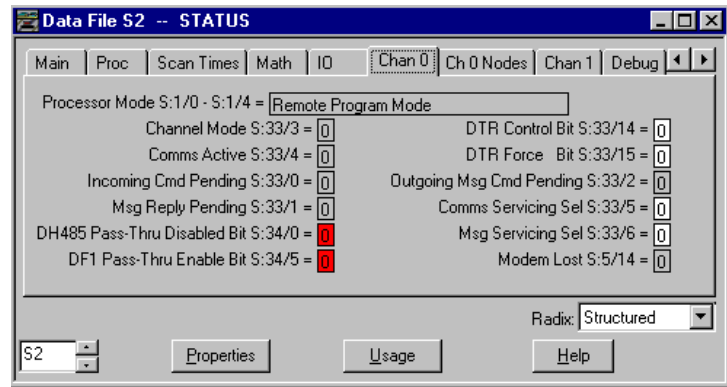 Data File S2 -- STATUS
Main Proc Scan Times Math IO Chan 0 Ch 0 Nodes Chan 1 Debug
Processor Mode S:1/0 - S:1/4 = Remote Program Mode
Channel Mode S:33/3 = 0 DTR Control Bit S:33/14 = 0
Comms Active S:33/4 = 0 DTR Force Bit S:33/15 = 0
Incoming Cmd Pending S:33/0 = 0 Outgoing Msg Cmd Pending S:33/2 = 0
Msg Reply Pending S:33/1 = 0 Comms Servicing Sel S:33/5 = 0
DH485 Pass-Thru Disabled Bit S:34/0 = 0 Msg Servicing Sel S:33/6 = 0
DF1 Pass-Thru Enable Bit S:34/5 = 0 Modem Lost S:5/14 = 0
Radix: Structured
S2 Properties Usage Help